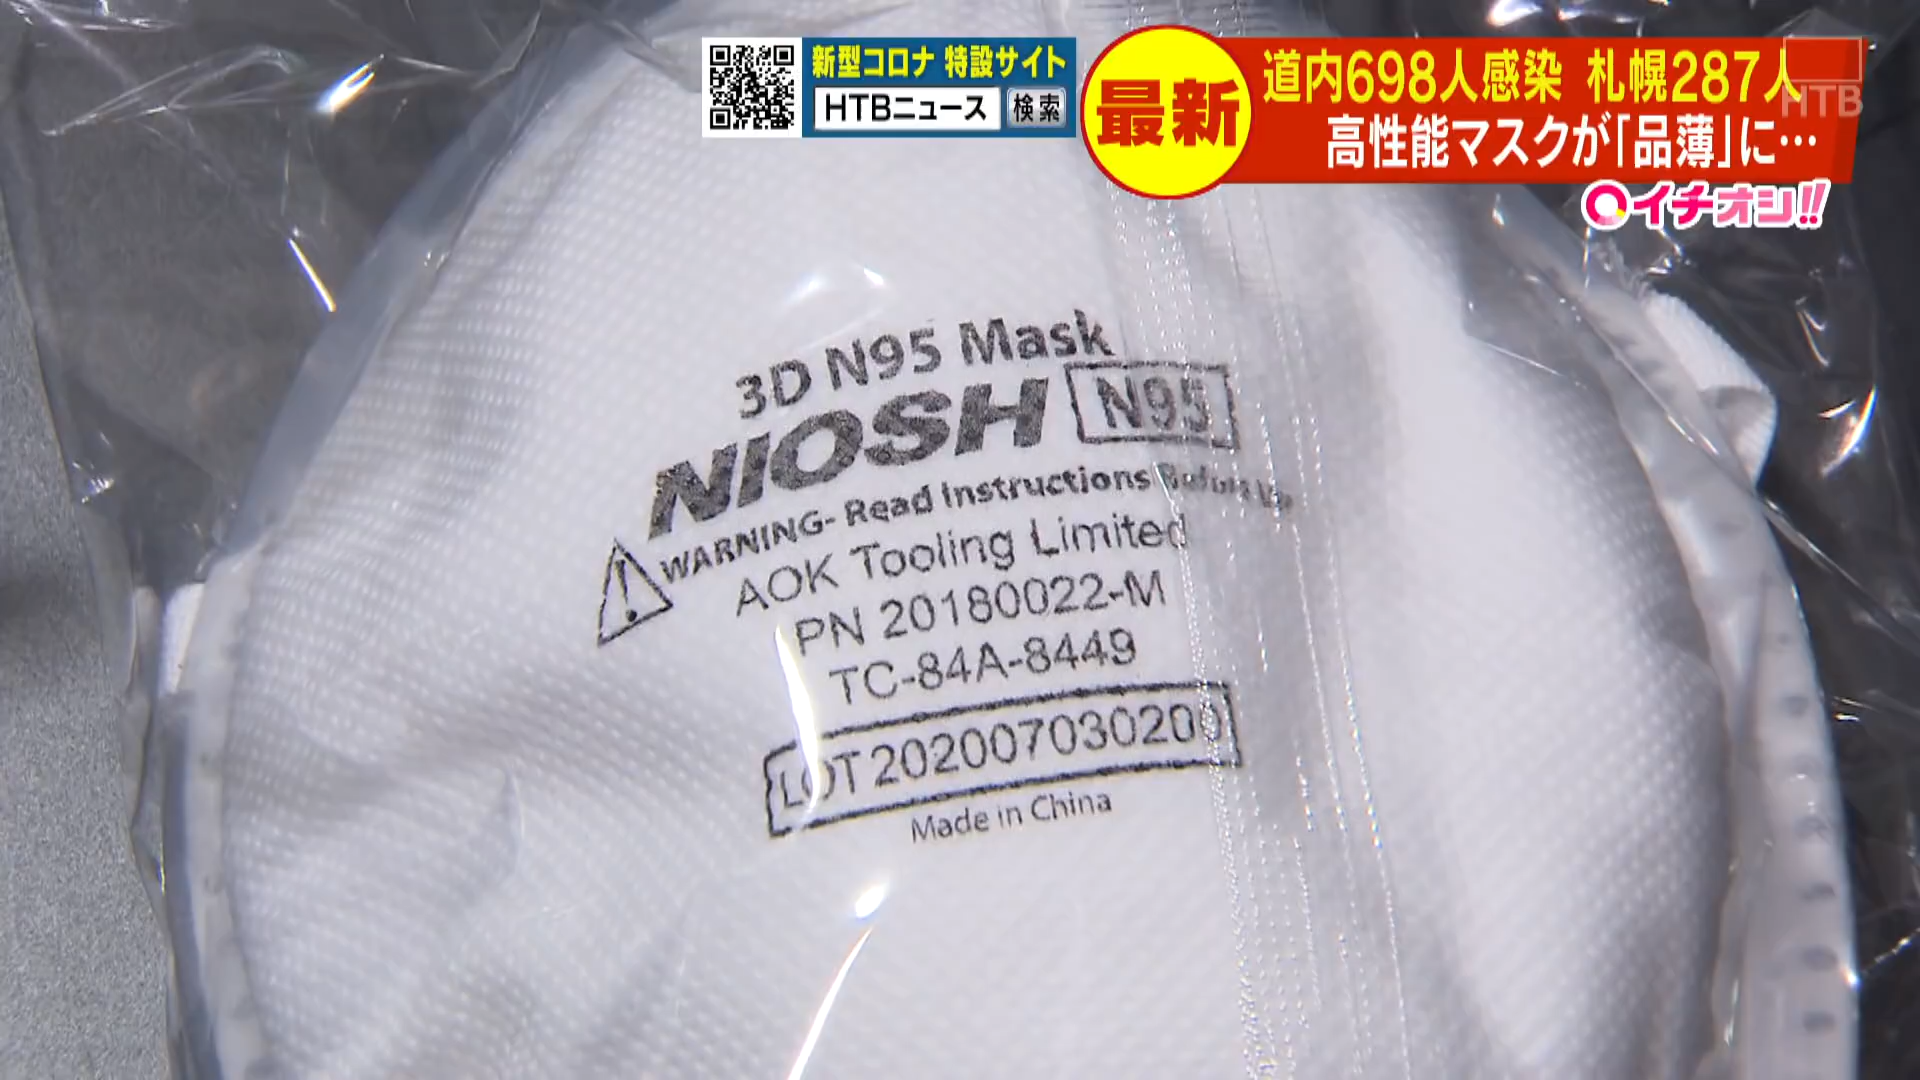 新型コロナ 特設サイト
HTBニュース 検索
最新
道内698人感染 札幌287人
高性能マスクが「品薄」に…
HTB
イチオシ!!
3D N95 Mask
NIOSH N95
WARNING- Read Instructions Before Use
AOK Tooling Limited
PN 20180022-M
TC-84A-8449
LOT 202007030200
Made in China